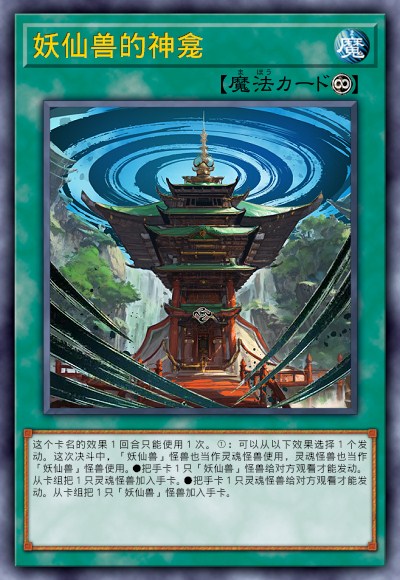 妖仙兽的神龛
魔
【魔法カード】
まほう
这个卡名的效果1回合只能使用1次。①：可以从以下效果选择1个发
动。这次决斗中，「妖仙兽」怪兽也当作灵魂怪兽使用，灵魂怪兽也当作
「妖仙兽」怪兽使用。●把手卡1只「妖仙兽」怪兽给对方观看才能发动。
从卡组把1只灵魂怪兽加入手卡。●把手卡1只灵魂怪兽给对方观看才能发
动。从卡组把1只「妖仙兽」怪兽加入手卡。